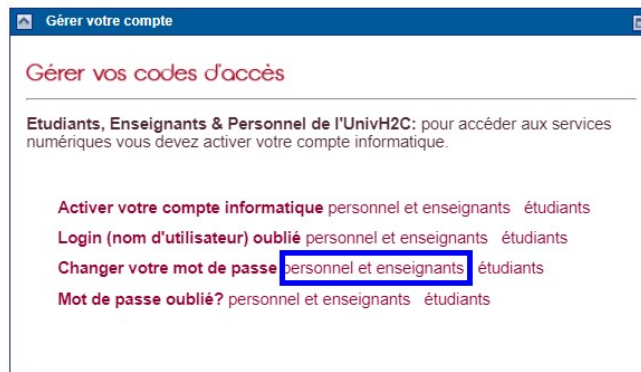 Gérer votre compte
Gérer vos codes d'accès
Etudiants, Enseignants & Personnel de l'UnivH2C: pour accéder aux services
numériques vous devez activer votre compte informatique.
Activer votre compte informatique personnel et enseignants étudiants
Login (nom d'utilisateur) oublié personnel et enseignants étudiants
Changer votre mot de passe personnel et enseignants étudiants
Mot de passe oublié? personnel et enseignants étudiants